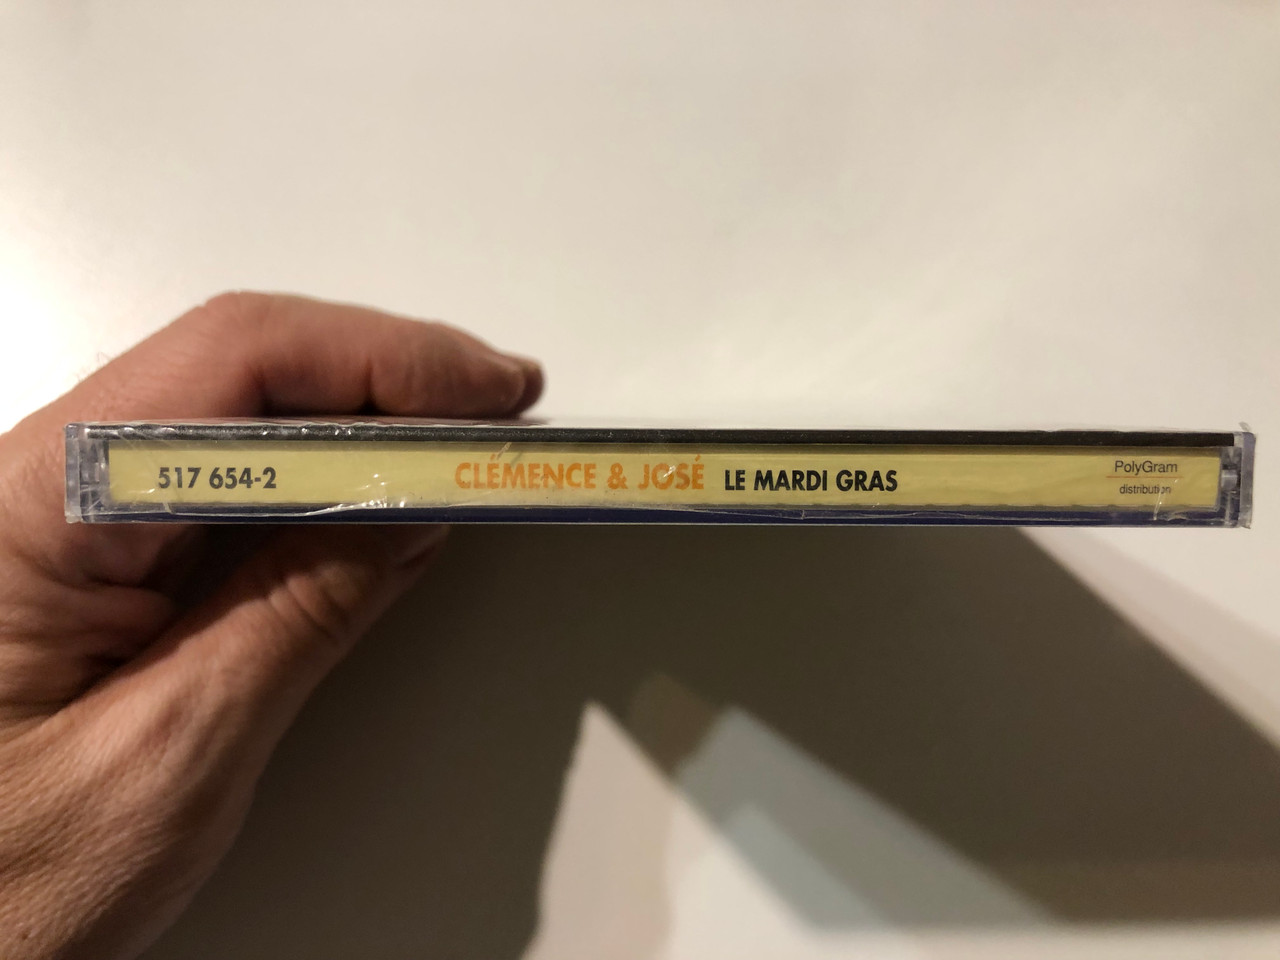 517 654-2 CLÉMENCE & JOSÉ LE MARDI GRAS PolyGram
distribution